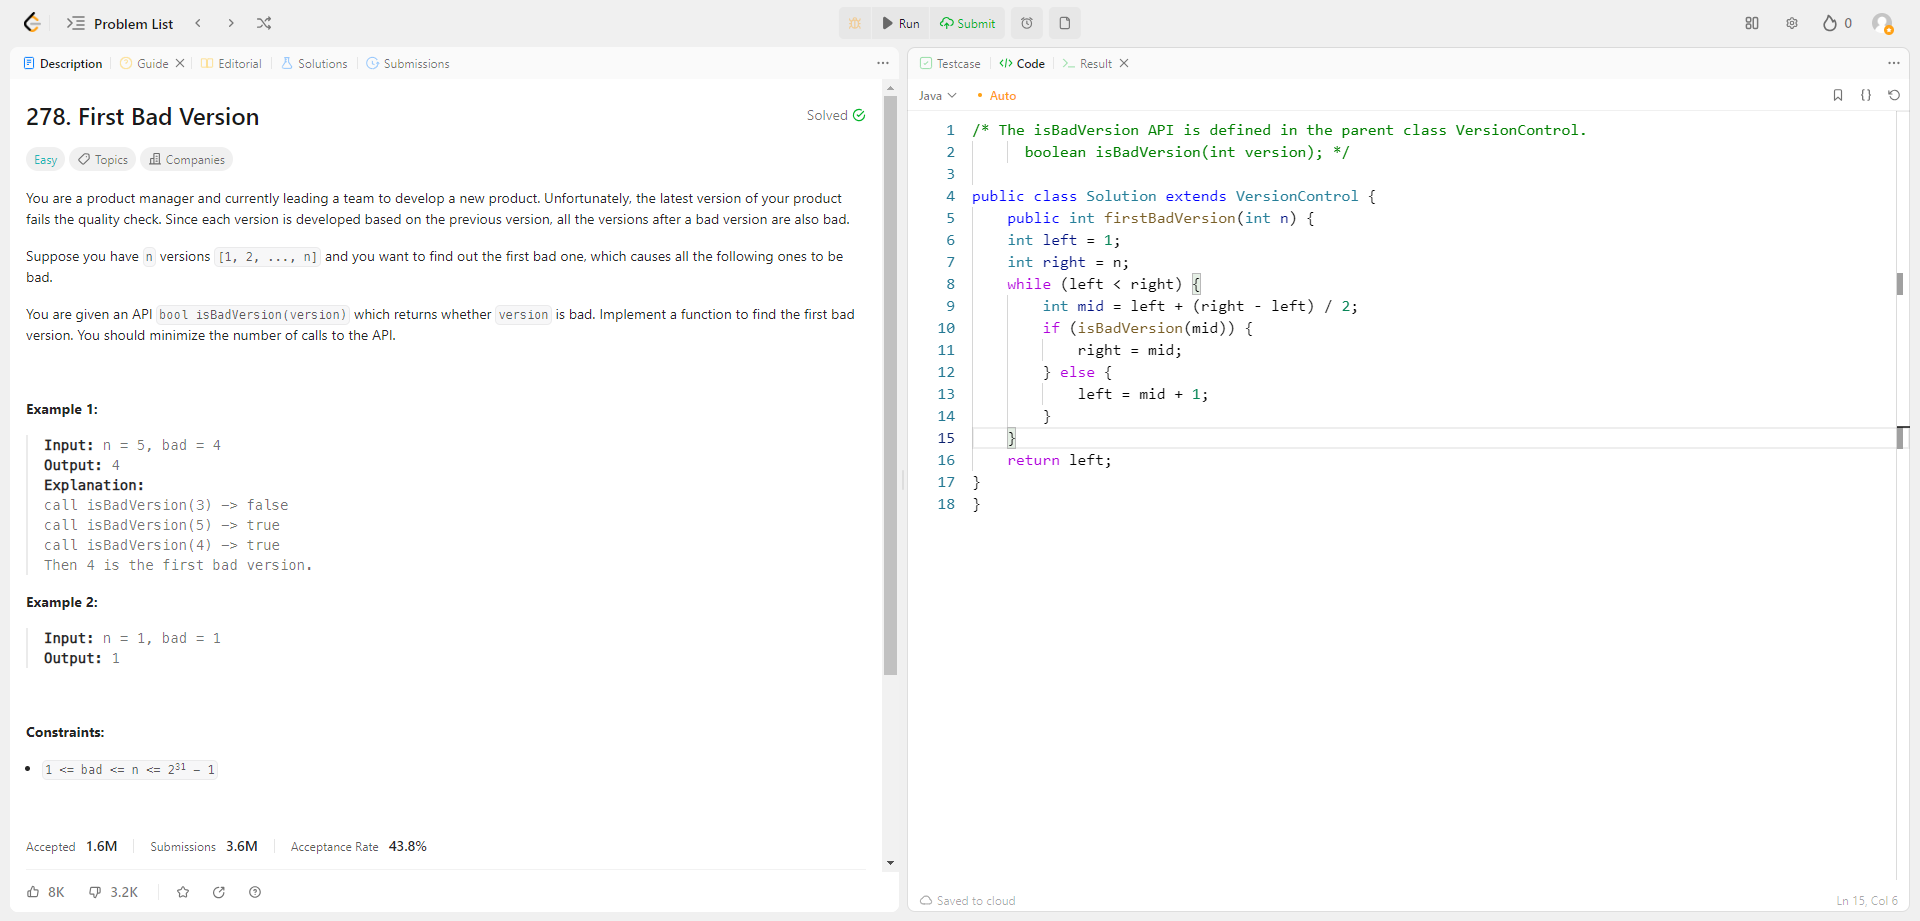 Problem List
Run
Submit
0
Description
Guide
Editorial
Solutions
Submissions
278. First Bad Version
Solved
Easy
Topics
Companies
You are a product manager and currently leading a team to develop a new product. Unfortunately, the latest version of your product
fails the quality check. Since each version is developed based on the previous version, all the versions after a bad version are also bad.
Suppose you have n versions [1, 2, ..., n] and you want to find out the first bad one, which causes all the following ones to be
bad.
You are given an API bool isBadVersion(version) which returns whether version is bad. Implement a function to find the first bad
version. You should minimize the number of calls to the API.
Example 1:
Input: n = 5, bad = 4
Output: 4
Explanation:
call isBadVersion(3) -> false
call isBadVersion(5) -> true
call isBadVersion(4) -> true
Then 4 is the first bad version.
Example 2:
Input: n = 1, bad = 1
Output: 1
Constraints:
• 1 <= bad <= n <= 2³¹ - 1
Accepted 1.6M
Submissions 3.6M
Acceptance Rate 43.8%
8K
3.2K
Testcase
Code
Result
Java
• Auto
1 /* The isBadVersion API is defined in the parent class VersionControl.
2 boolean isBadVersion(int version); */
3
4 public class Solution extends VersionControl {
5 public int firstBadVersion(int n) {
6 int left = 1;
7 int right = n;
8 while (left < right) {
9 int mid = left + (right - left) / 2;
10 if (isBadVersion(mid)) {
11 right = mid;
12 } else {
13 left = mid + 1;
14 }
15 }
16 return left;
17 }
18 }
Saved to cloud
Ln 15, Col 6